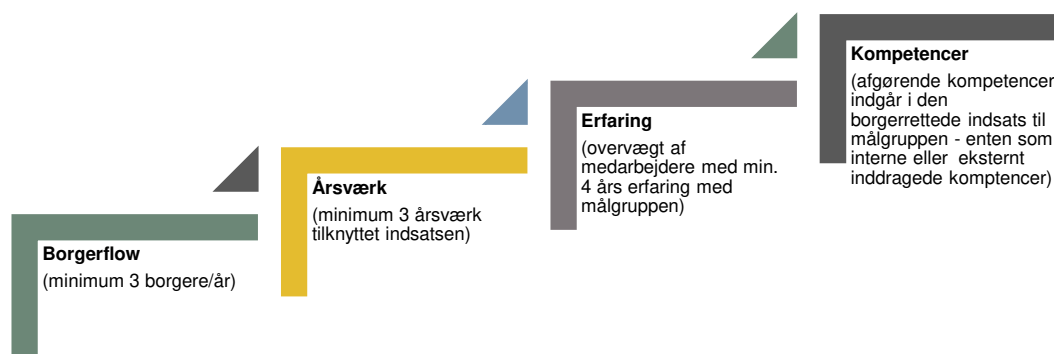 Borgerflow
(minimum 3 borgere/år)
Årsværk
(minimum 3 årsværk
tilknyttet indsatsen)
Erfaring
(overvægt af
medarbejdere med min.
4 års erfaring med
målgruppen)
Kompetencer
(afgørende kompetencer
indgår i den
borgerrettede indsats til
målgruppen - enten som
interne eller eksternt
inddragede komptencer)